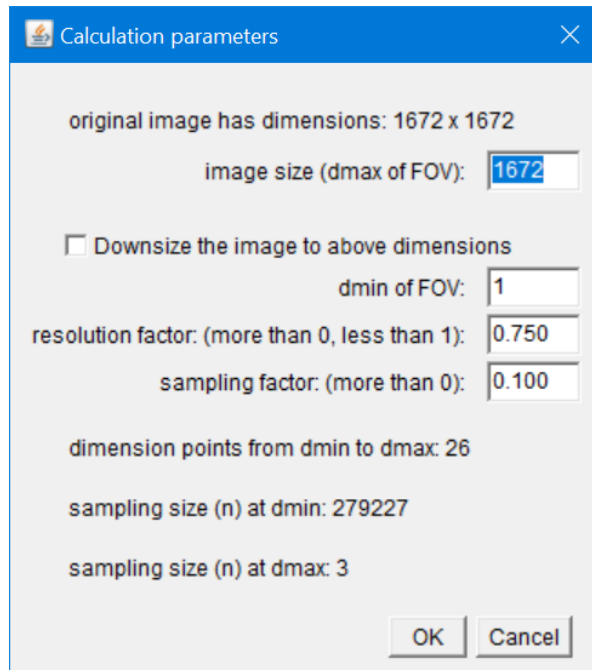 Calculation parameters
original image has dimensions: 1672 x 1672
image size (dmax of FOV): 1672
Downsize the image to above dimensions
dmin of FOV: 1
resolution factor: (more than 0, less than 1): 0.750
sampling factor: (more than 0): 0.100
dimension points from dmin to dmax: 26
sampling size (n) at dmin: 279227
sampling size (n) at dmax: 3
OK Cancel